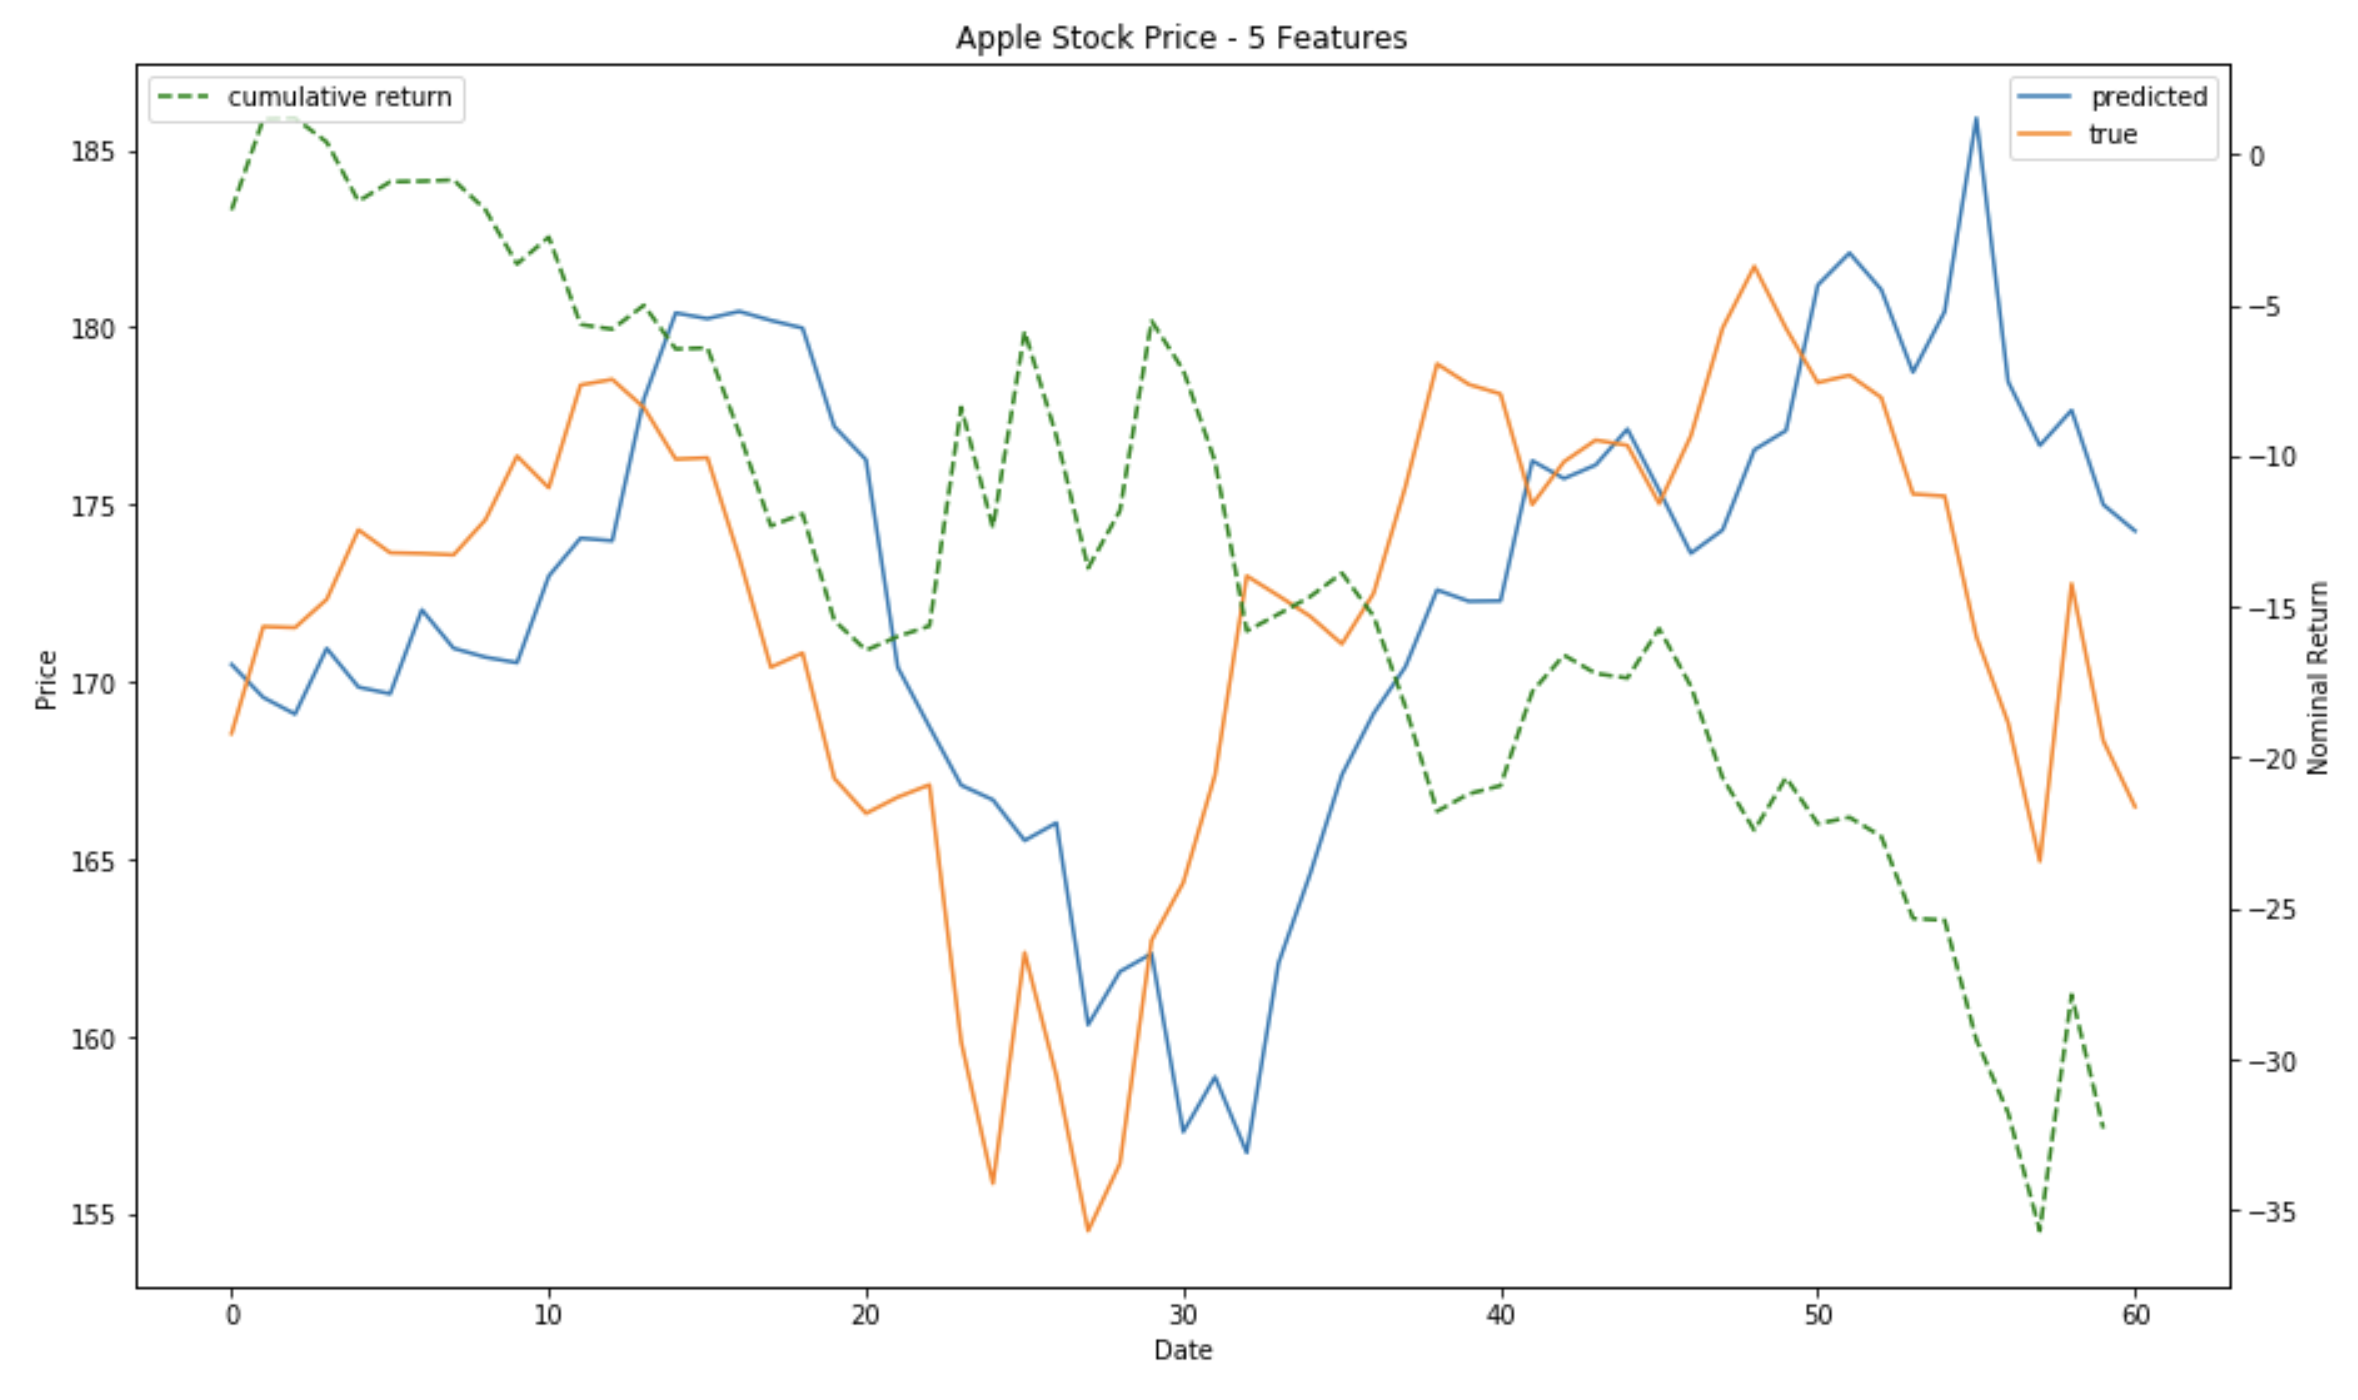 Apple Stock Price - 5 Features
cumulative return
predicted
true
185
180
175
170
165
160
155
Price
0
−5
−10
−15
−20
−25
−30
−35
Nominal Return
0 10 20 30 40 50 60
Date